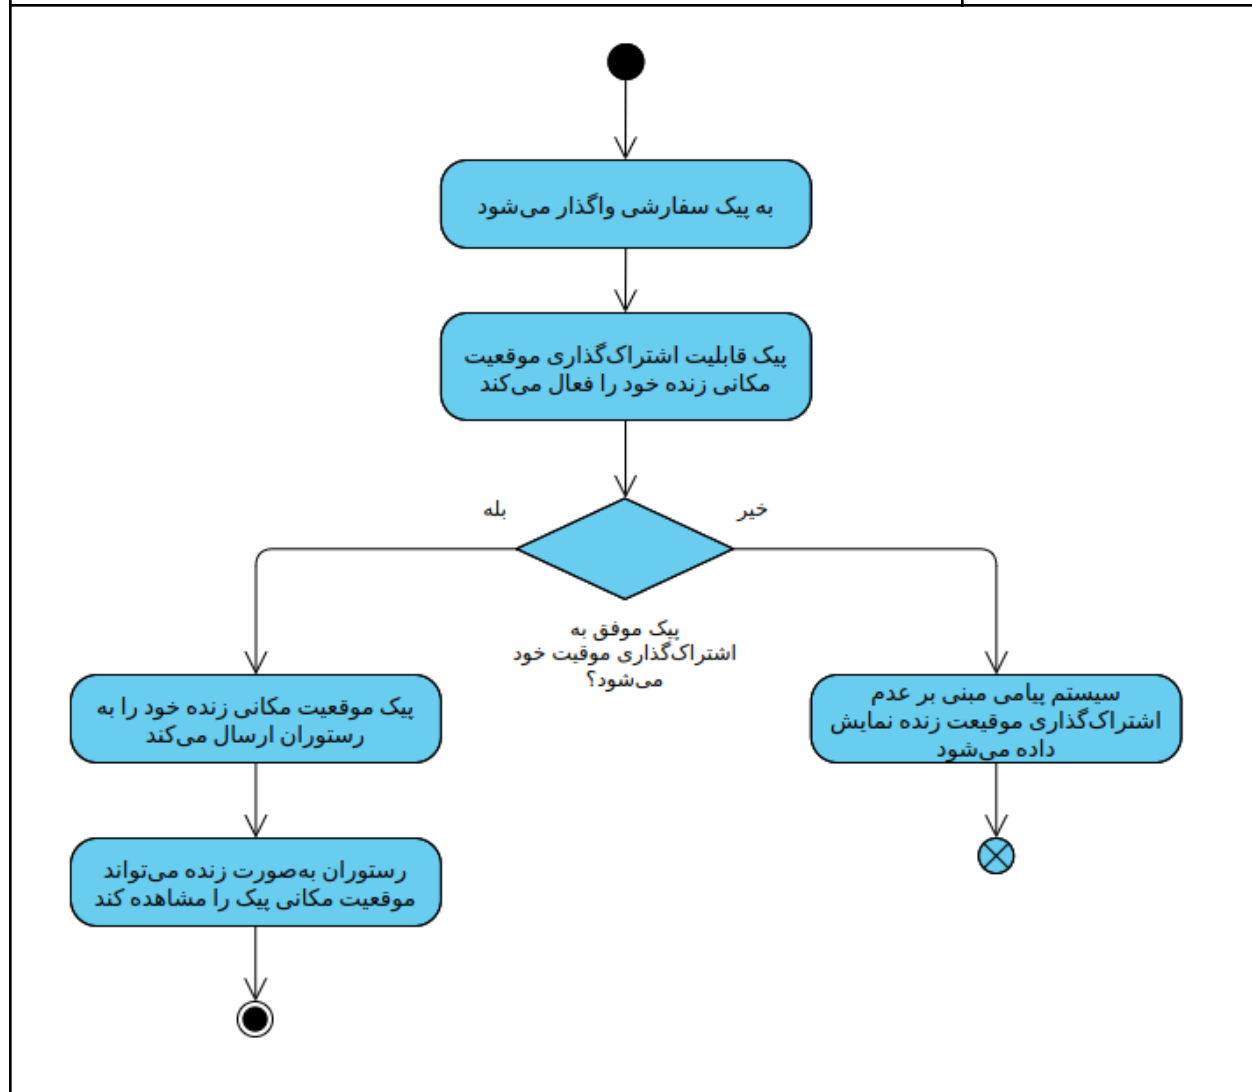 به پیک سفارشی واگذار می‌شود
پیک قابلیت اشتراک‌گذاری موقعیت
مکانی زنده خود را فعال می‌کند
خیر
بله
پیک موفق به
اشتراک‌گذاری موقیت خود
می‌شود؟
سیستم پیامی مبنی بر عدم
اشتراک‌گذاری موقیعت زنده نمایش
داده می‌شود
پیک موقعیت مکانی زنده خود را به
رستوران ارسال می‌کند
رستوران به‌صورت زنده می‌تواند
موقعیت مکانی پیک را مشاهده کند